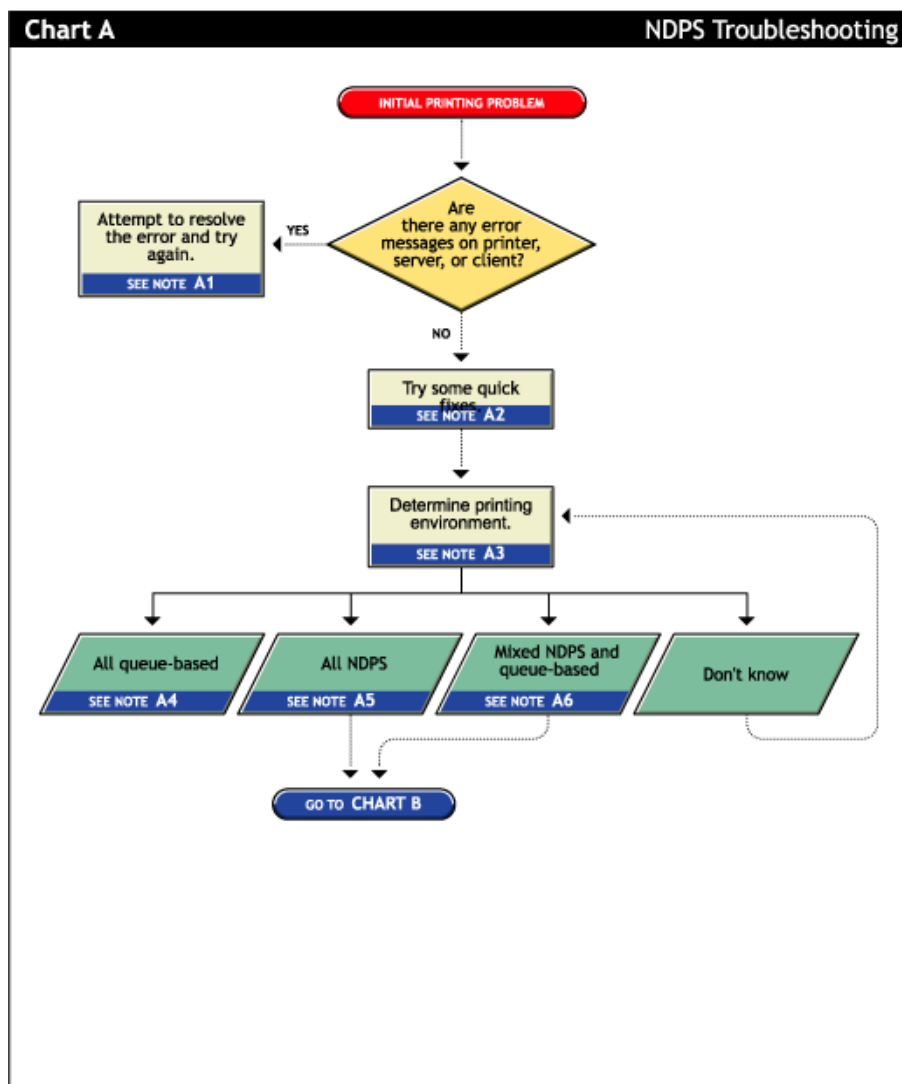 Chart A
NDPS Troubleshooting
INITIAL PRINTING PROBLEM
Are
there any error
messages on printer,
server, or client?
YES
Attempt to resolve
the error and try
again.
SEE NOTE A1
NO
Try some quick
fixes.
SEE NOTE A2
Determine printing
environment.
SEE NOTE A3
All queue-based
SEE NOTE A4
All NDPS
SEE NOTE A5
Mixed NDPS and
queue-based
SEE NOTE A6
Don't know
GO TO CHART B